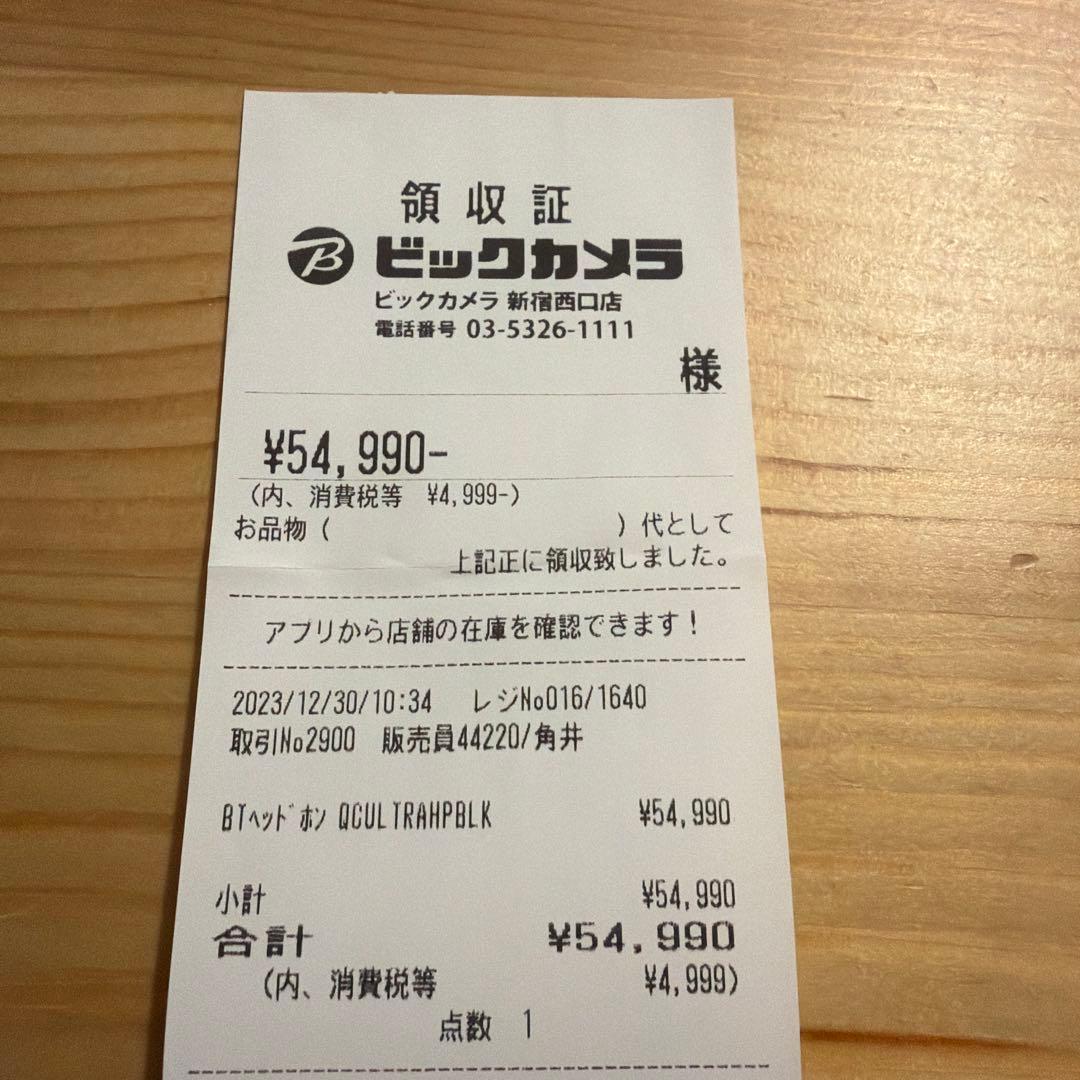 領収証
B ビックカメラ
ビックカメラ 新宿西口店
電話番号 03-5326-1111
様
¥54,990-
(内、消費税等 ¥4,999-)
お品物( )代として
上記正に領収致しました。
アプリから店舗の在庫を確認できます!
2023/12/30/10:34 レジNo016/1640
取引No2900 販売員44220/角井
BTヘッドホン QCULTRAHPBLK ¥54,990
小計 ¥54,990
合計 ¥54,990
(内、消費税等 ¥4,999)
点数 1